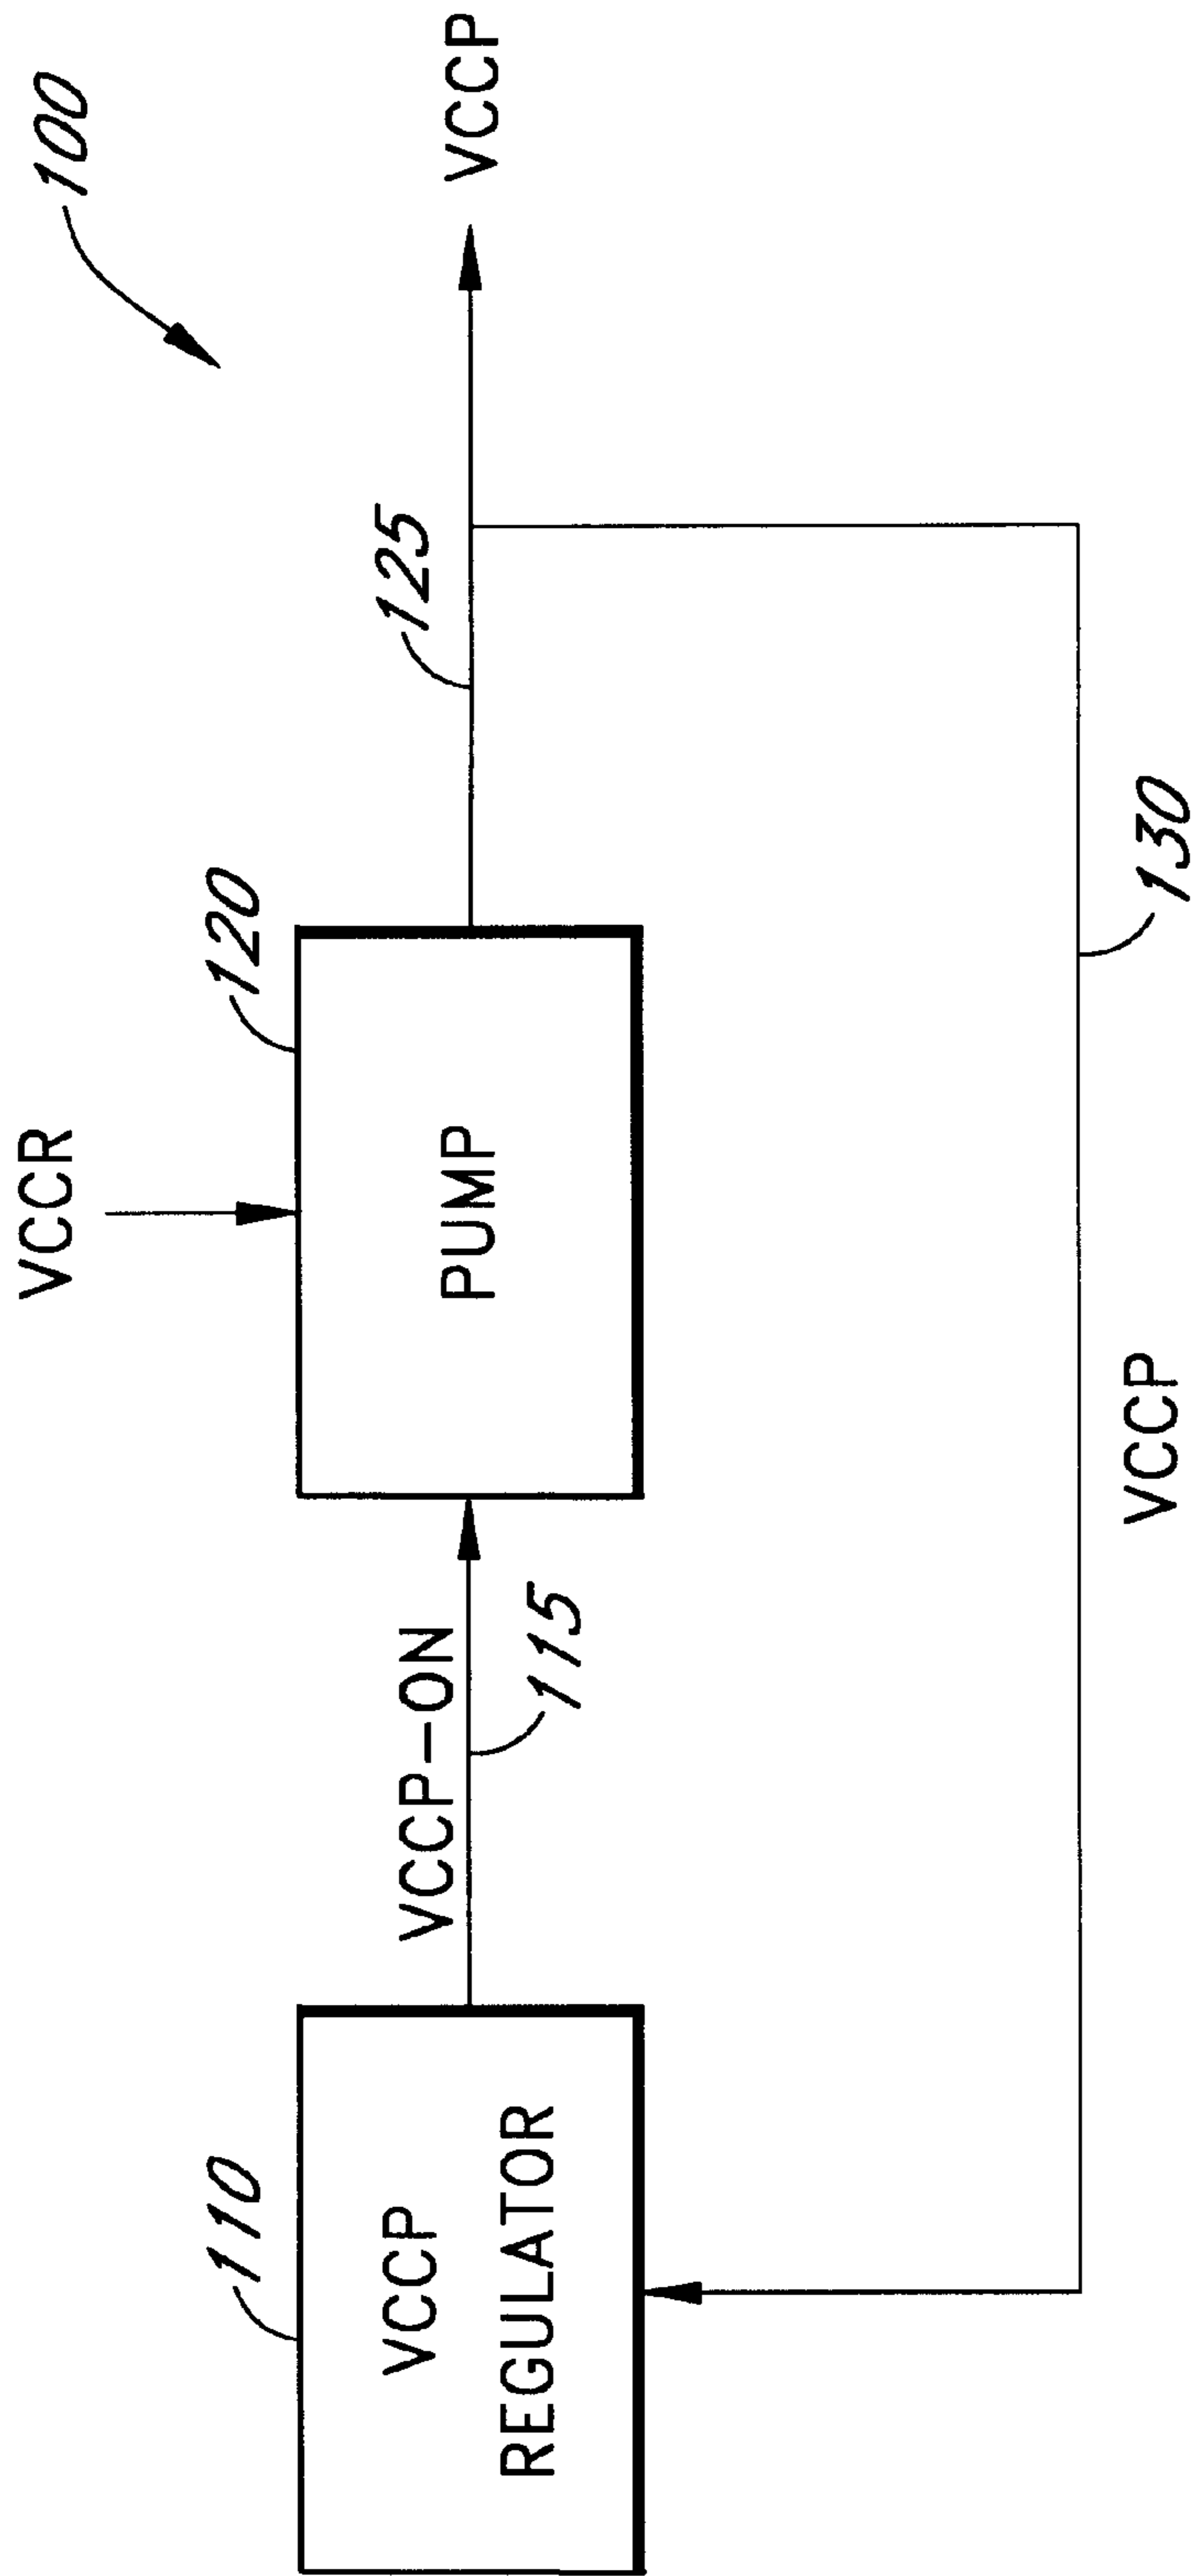 100
VCCR
120
125
VCCP
110
VCCP-ON
115
PUMP
VCCP
REGULATOR
130
VCCP